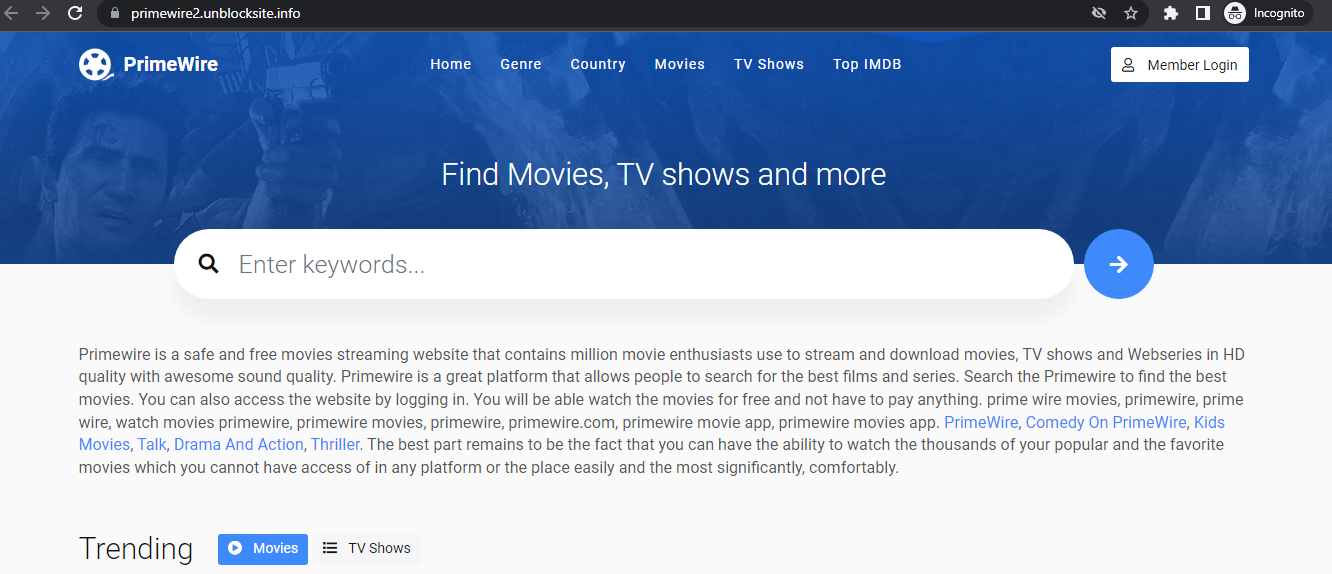 primewire2.unblocksite.info
Incognito
PrimeWire
Home Genre Country Movies TV Shows Top IMDB
Member Login
Find Movies, TV shows and more
Enter keywords...
Primewire is a safe and free movies streaming website that contains million movie enthusiasts use to stream and download movies, TV shows and Webseries in HD
quality with awesome sound quality. Primewire is a great platform that allows people to search for the best films and series. Search the Primewire to find the best
movies. You can also access the website by logging in. You will be able watch the movies for free and not have to pay anything. prime wire movies, primewire, prime
wire, watch movies primewire, primewire movies, primewire, primewire.com, primewire movie app, primewire movies app. PrimeWire, Comedy On PrimeWire, Kids
Movies, Talk, Drama And Action, Thriller. The best part remains to be the fact that you can have the ability to watch the thousands of your popular and the favorite
movies which you cannot have access of in any platform or the place easily and the most significantly, comfortably.
Trending Movies TV Shows